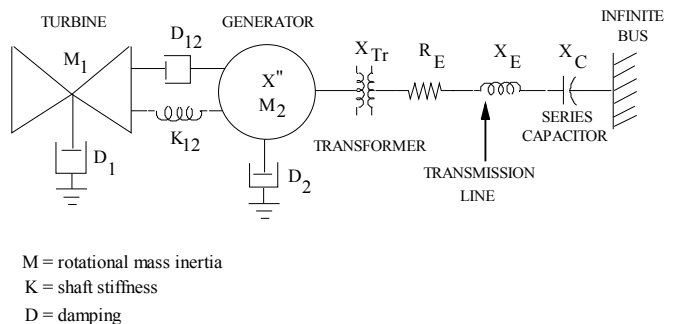 TURBINE
D12
GENERATOR
INFINITE
BUS
M1
XTr
RE
XE
XC
X"
M2
K12
SERIES
CAPACITOR
D1
D2
TRANSFORMER
TRANSMISSION
LINE
M = rotational mass inertia
K = shaft stiffness
D = damping